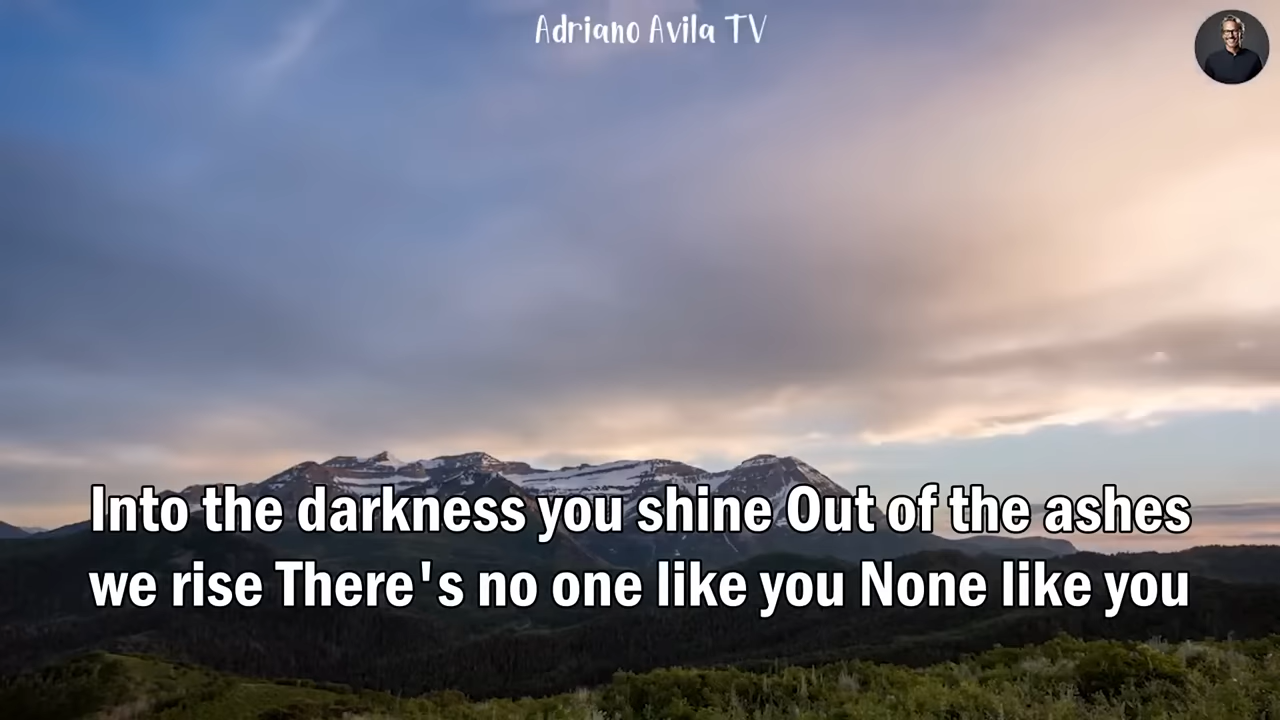 Adriano Avila TV
Into the darkness you shine Out of the ashes
we rise There's no one like you None like you